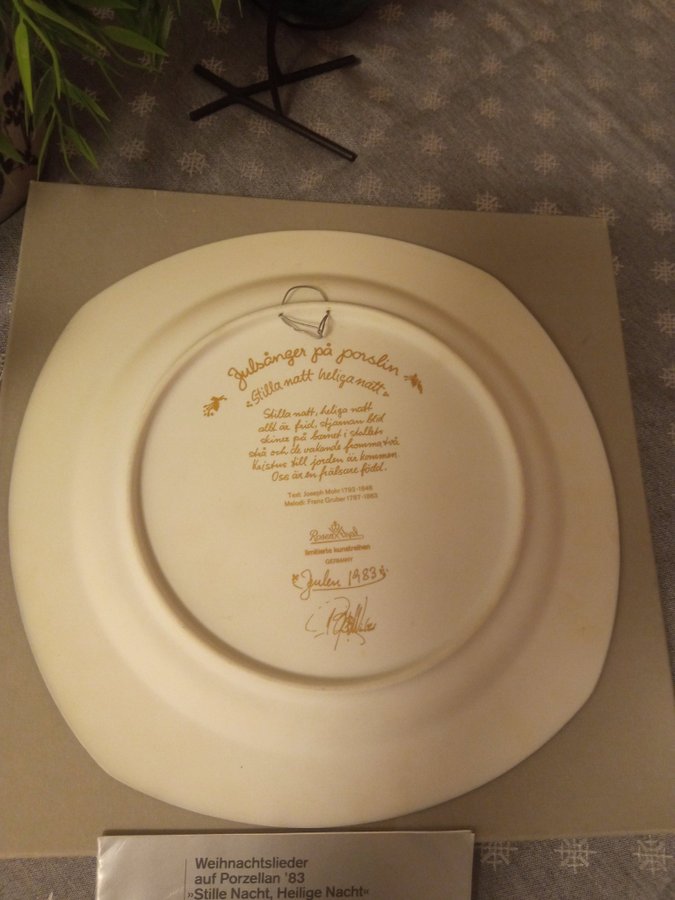 Julsånger på porslin
"Stilla natt heliga natt"
Stilla natt, heliga natt
allt är frid, stjärnan blid
skiner på barnet i stallets
strå och de vakande fromma två.
Kristus till jorden är kommen
Oss är en frälsare född.
Text: Joseph Mohr 1792-1848
Melodi: Franz Gruber 1787-1863
Rosenthal
limitierte kunstreihen
GERMANY
Julen 1983
Weihnachtslieder
auf Porzellan '83
»Stille Nacht, Heilige Nacht«